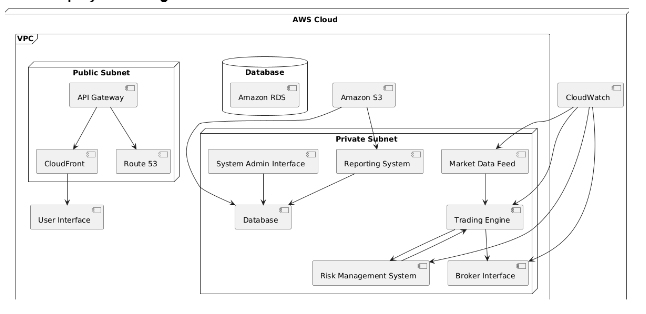 AWS Cloud
VPC
Public Subnet
API Gateway
CloudFront
Route 53
User Interface
Database
Amazon RDS
Amazon S3
CloudWatch
Private Subnet
System Admin Interface
Reporting System
Market Data Feed
Database
Trading Engine
Risk Management System
Broker Interface